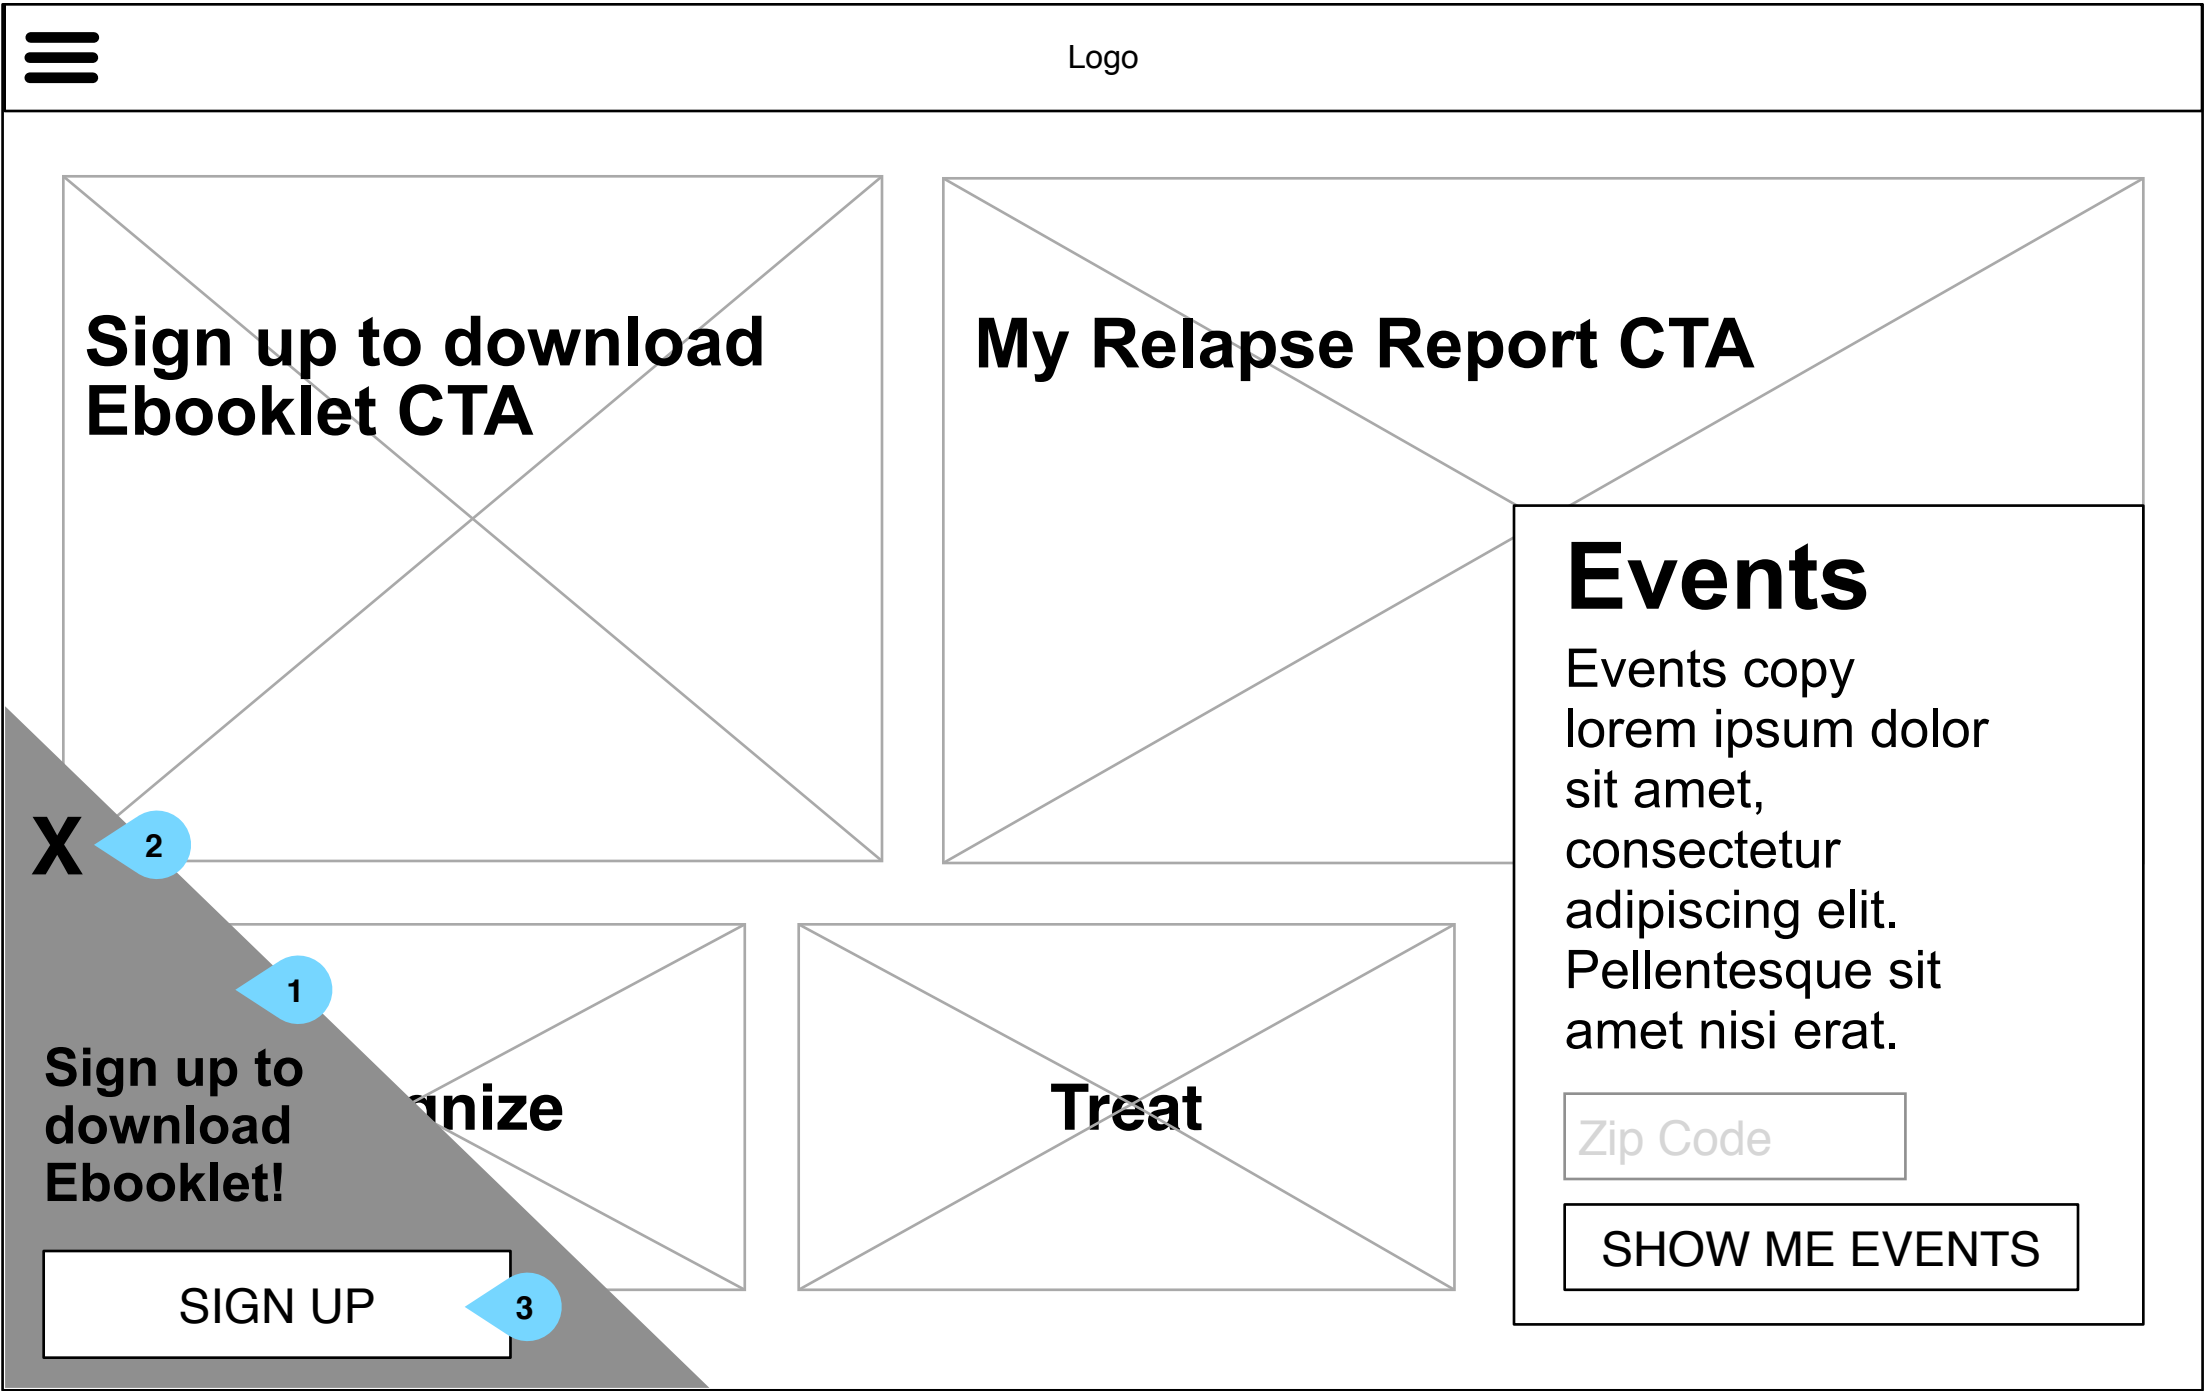 Logo
Sign up to download
Ebooklet CTA
My Relapse Report CTA
Events
Events copy
lorem ipsum dolor
sit amet,
consectetur
adipiscing elit.
Pellentesque sit
amet nisi erat.
Zip Code
SHOW ME EVENTS
X
2
1
Sign up to
download
Ebooklet!
SIGN UP
3
gnize
Treat